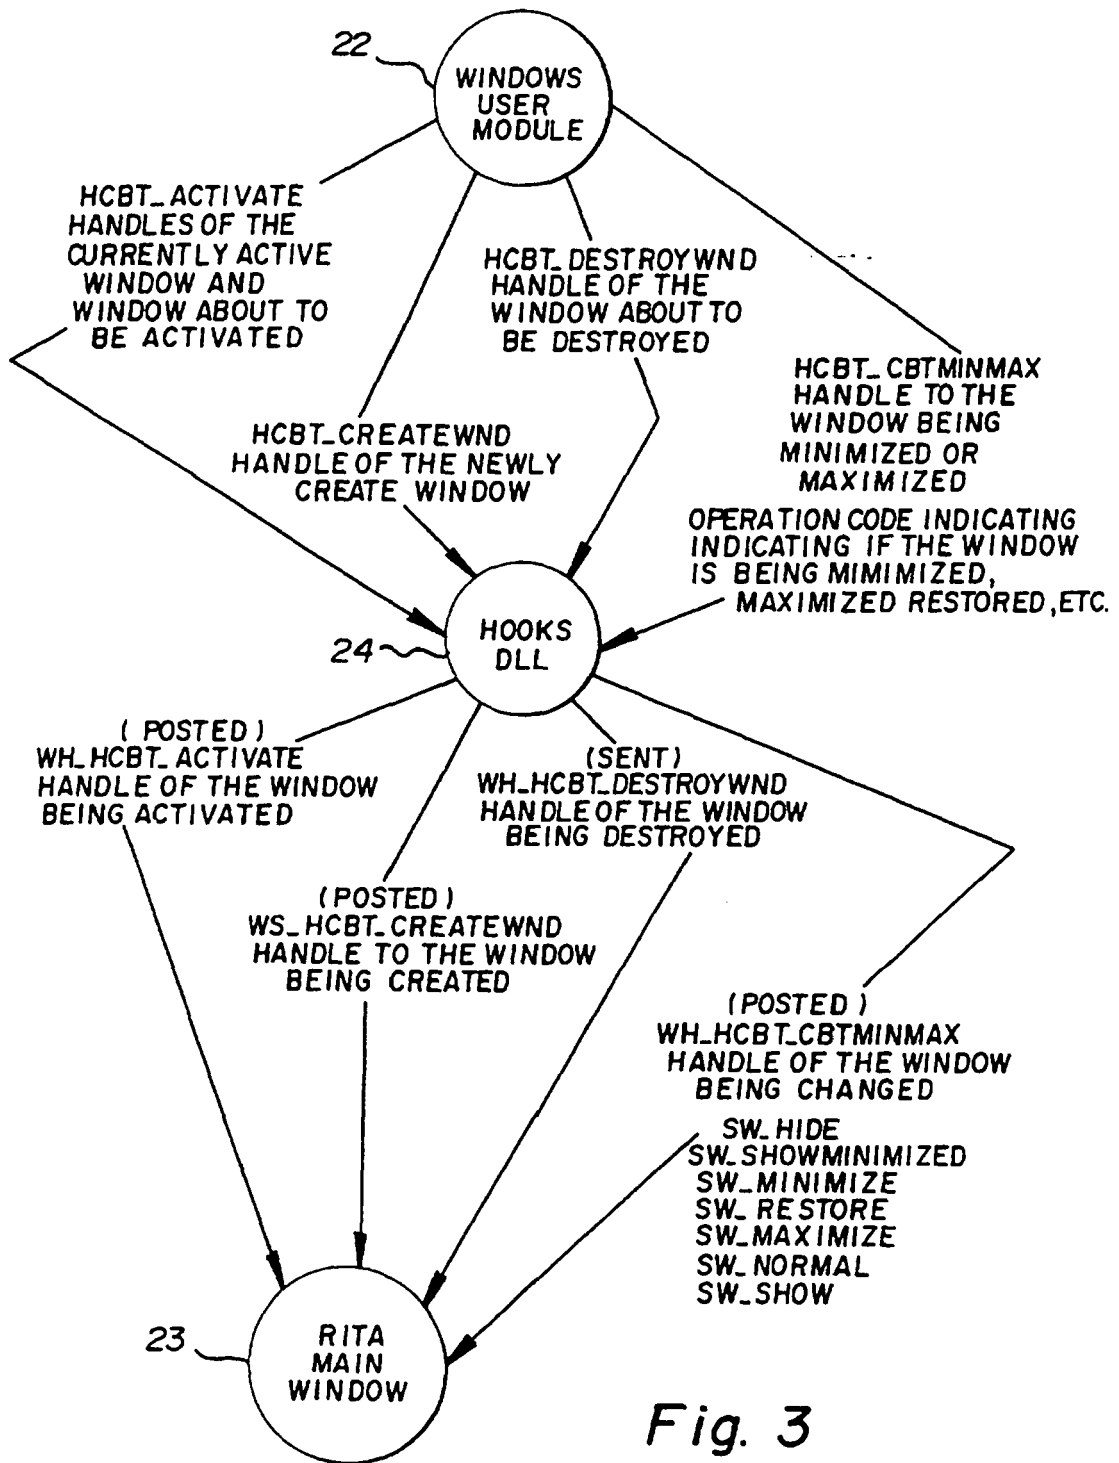 22
WINDOWS
USER
MODULE
HCBT_ACTIVATE
HANDLES OF THE
CURRENTLY ACTIVE
WINDOW AND
WINDOW ABOUT TO
BE ACTIVATED
HCBT_DESTROYWND
HANDLE OF THE
WINDOW ABOUT TO
BE DESTROYED
HCBT_CBTMINMAX
HANDLE TO THE
WINDOW BEING
MINIMIZED OR
MAXIMIZED
HCBT_CREATEWND
HANDLE OF THE NEWLY
CREATE WINDOW
OPERATION CODE INDICATING
INDICATING IF THE WINDOW
IS BEING MIMIMIZED,
MAXIMIZED RESTORED, ETC.
24
HOOKS
DLL
(POSTED)
WH_HCBT_ACTIVATE
HANDLE OF THE WINDOW
BEING ACTIVATED
(SENT)
WH_HCBT_DESTROYWND
HANDLE OF THE WINDOW
BEING DESTROYED
(POSTED)
WS_HCBT_CREATEWND
HANDLE TO THE WINDOW
BEING CREATED
(POSTED)
WH_HCBT_CBTMINMAX
HANDLE OF THE WINDOW
BEING CHANGED
SW_HIDE
SW_SHOWMINIMIZED
SW_MINIMIZE
SW_RESTORE
SW_MAXIMIZE
SW_NORMAL
SW_SHOW
23
RITA
MAIN
WINDOW
Fig. 3